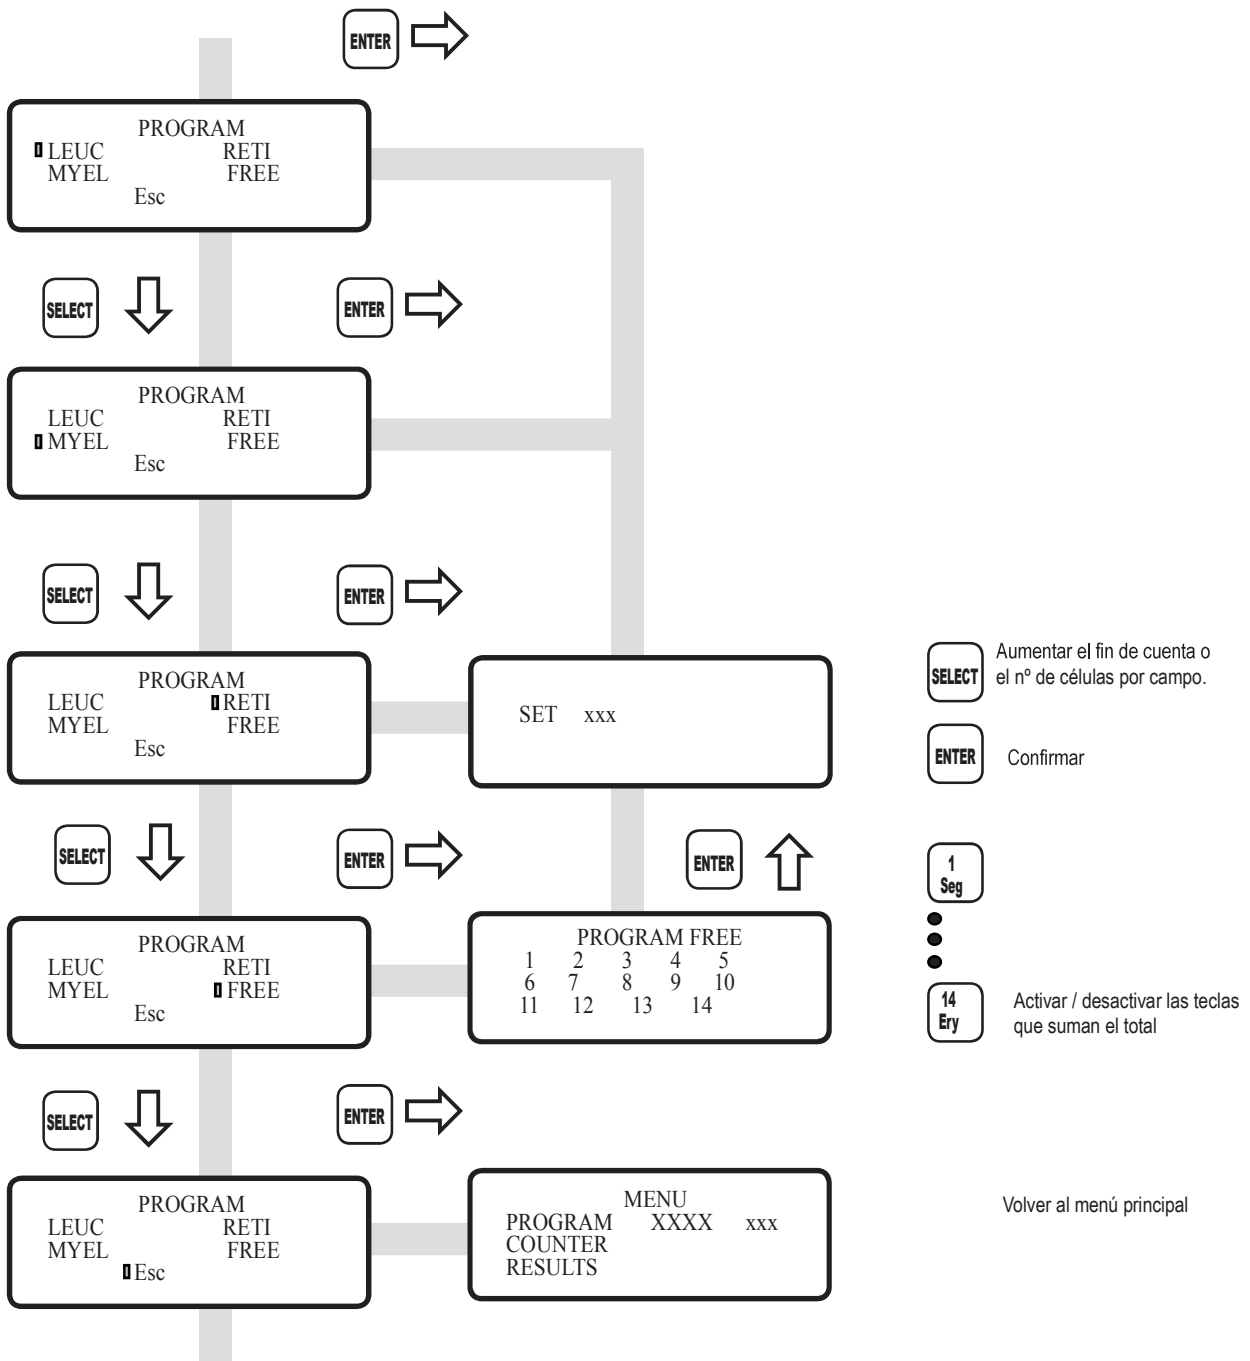 ENTER
PROGRAM
LEUC RETI
MYEL FREE
Esc
SELECT
ENTER
PROGRAM
LEUC RETI
MYEL FREE
Esc
SELECT
ENTER
PROGRAM
LEUC RETI
MYEL FREE
Esc
SET xxx
SELECT
Aumentar el fin de cuenta o
el nº de células por campo.
ENTER
Confirmar
SELECT
ENTER
ENTER
1
Seg
PROGRAM
LEUC RETI
MYEL FREE
Esc
PROGRAM FREE
1 2 3 4 5
6 7 8 9 10
11 12 13 14
14
Ery
Activar / desactivar las teclas
que suman el total
SELECT
ENTER
PROGRAM
LEUC RETI
MYEL FREE
Esc
MENU
PROGRAM XXXX xxx
COUNTER
RESULTS
Volver al menú principal